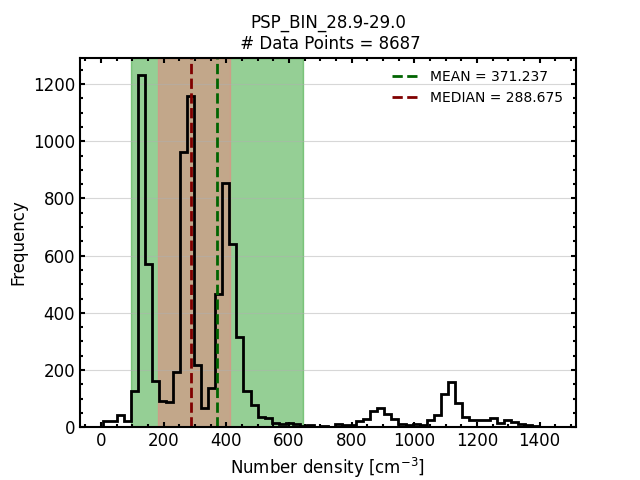 PSP_BIN_28.9-29.0
# Data Points = 8687
MEAN = 371.237
MEDIAN = 288.675
Frequency
1200
1000
800
600
400
200
0
0 200 400 600 800 1000 1200 1400
Number density [cm⁻³]